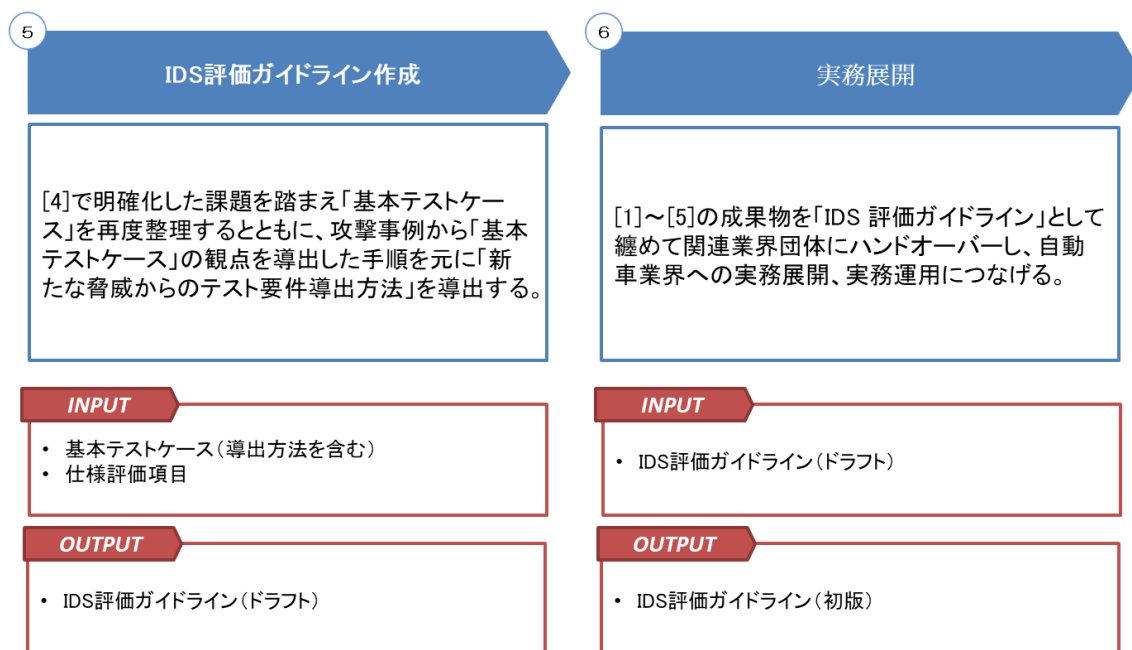 5
IDS評価ガイドライン作成
[4]で明確化した課題を踏まえ「基本テストケー
ス」を再度整理するとともに、攻撃事例から「基本
テストケース」の観点を導出した手順を元に「新
たな脅威からのテスト要件導出方法」を導出する。
INPUT
• 基本テストケース（導出方法を含む）
• 仕様評価項目
OUTPUT
• IDS評価ガイドライン（ドラフト）
6
実務展開
[1]～[5]の成果物を「IDS 評価ガイドライン」として
纏めて関連業界団体にハンドオーバーし、自動
車業界への実務展開、実務運用につなげる。
INPUT
• IDS評価ガイドライン（ドラフト）
OUTPUT
• IDS評価ガイドライン（初版）